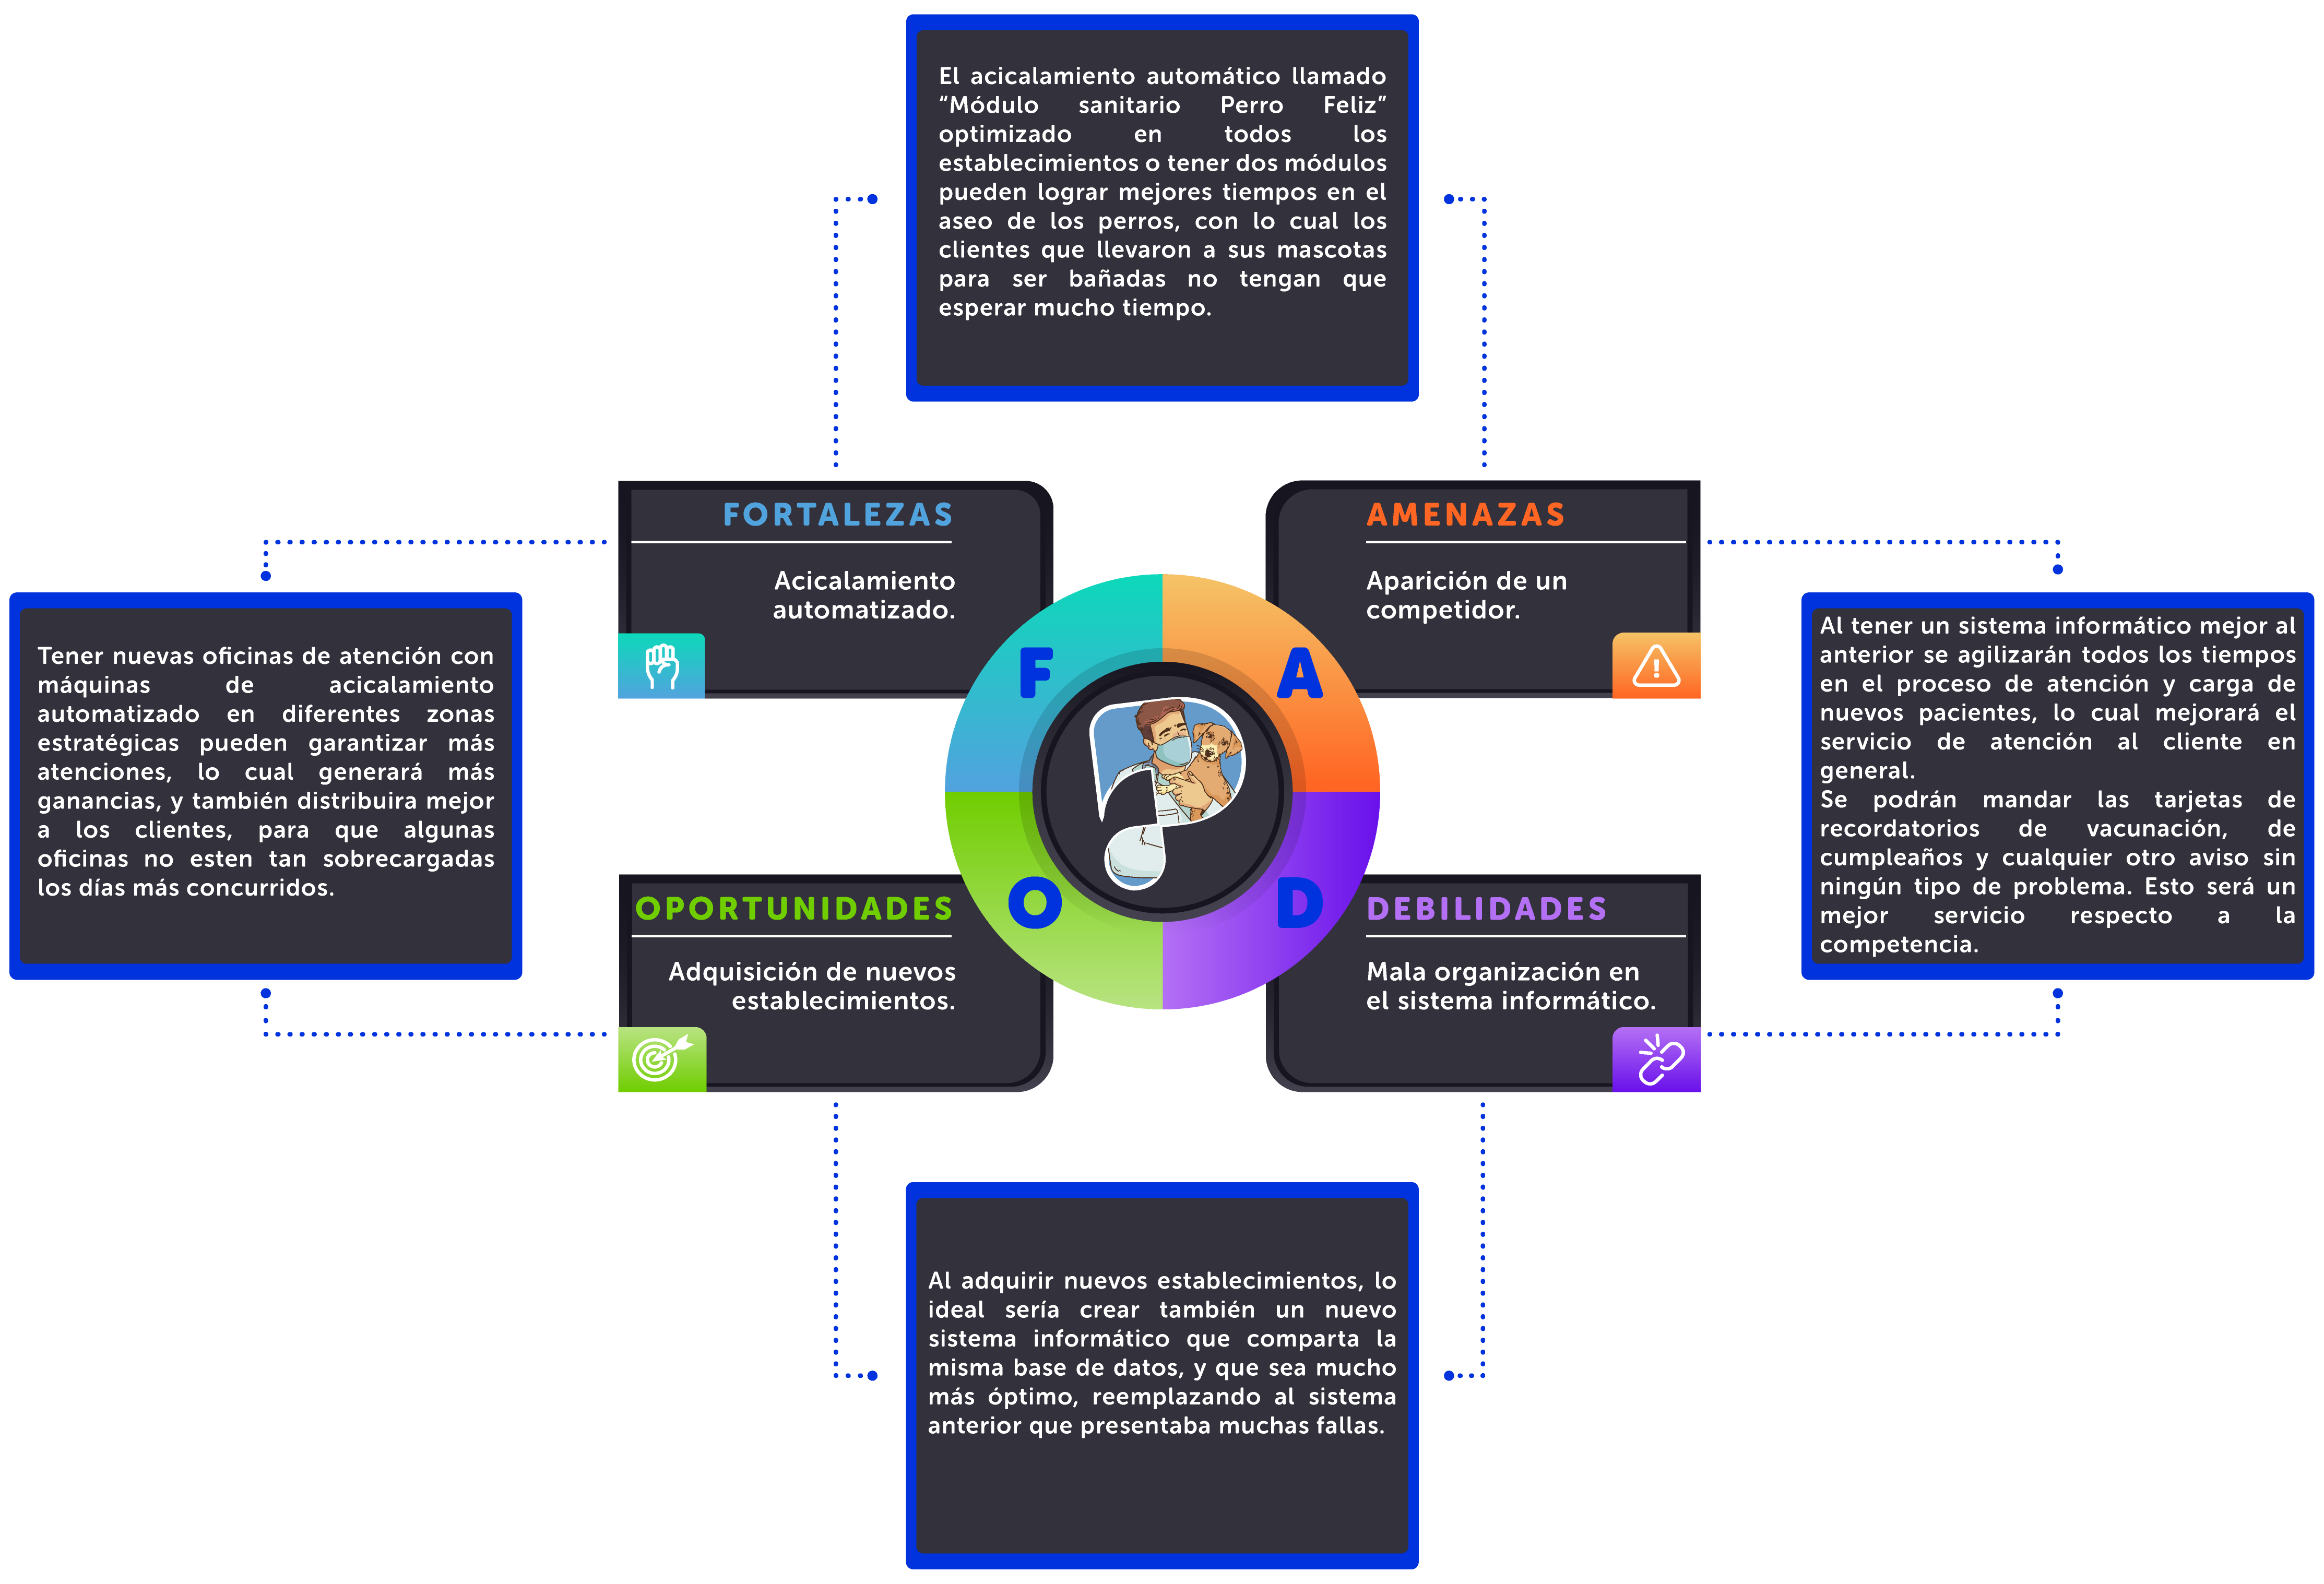 El acicalamiento automático llamado
“Módulo sanitario Perro Feliz”
optimizado en todos los
establecimientos o tener dos módulos
pueden lograr mejores tiempos en el
aseo de los perros, con lo cual los
clientes que llevaron a sus mascotas
para ser bañadas no tengan que
esperar mucho tiempo.
FORTALEZAS
Acicalamiento
automatizado.
AMENAZAS
Aparición de un
competidor.
Tener nuevas oficinas de atención con
máquinas de acicalamiento
automatizado en diferentes zonas
estratégicas pueden garantizar más
atenciones, lo cual generará más
ganancias, y también distribuira mejor
a los clientes, para que algunas
oficinas no esten tan sobrecargadas
los días más concurridos.
F
A
O
D
Al tener un sistema informático mejor al
anterior se agilizarán todos los tiempos
en el proceso de atención y carga de
nuevos pacientes, lo cual mejorará el
servicio de atención al cliente en
general.
Se podrán mandar las tarjetas de
recordatorios de vacunación, de
cumpleaños y cualquier otro aviso sin
ningún tipo de problema. Esto será un
mejor servicio respecto a la
competencia.
OPORTUNIDADES
Adquisición de nuevos
establecimientos.
DEBILIDADES
Mala organización en
el sistema informático.
Al adquirir nuevos establecimientos, lo
ideal sería crear también un nuevo
sistema informático que comparta la
misma base de datos, y que sea mucho
más óptimo, reemplazando al sistema
anterior que presentaba muchas fallas.